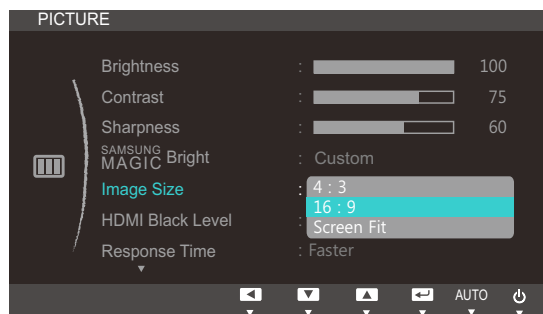 PICTURE
Brightness : 100
Contrast : 75
Sharpness : 60
SAMSUNG MAGIC Bright : Custom
Image Size : 4 : 3
16 : 9
HDMI Black Level :
Screen Fit
Response Time : Faster
AUTO